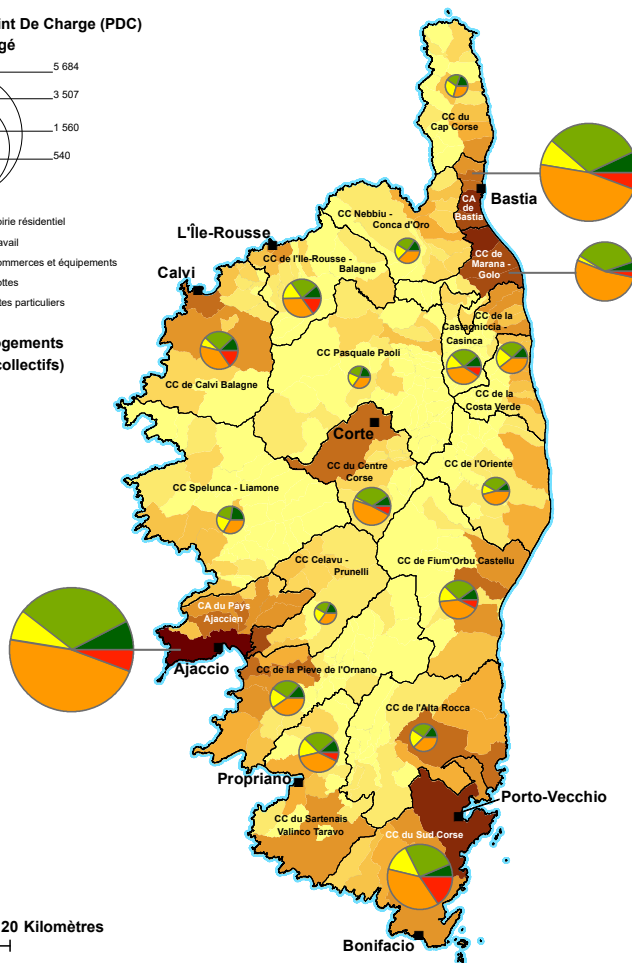 int De Charge (PDC)
gé
5 684
3 507
1 560
540
irie résidentiel
avail
mmerces et équipements
ottes
tes particuliers
ogements
collectifs)
CC du
Cap Corse
CA
de
Bastia
Bastia
CC Nebbiu -
Conca d'Oro
L'Île-Rousse
CC de l'Ile-Rousse -
Balagne
CC de
Marana -
Golo
Calvi
CC de la
Castagniccia -
Casinca
CC Pasquale Paoli
CC de Calvi Balagne
CC de la
Costa Verde
Corte
CC du Centre
Corse
CC de l'Oriente
CC Spelunca - Liamone
CC Celavu -
Prunelli
CC de Fium'Orbu Castellu
CA du Pays
Ajaccien
Ajaccio
CC de la Pieve de l'Ornano
CC de l'Alta Rocca
Propriano
Porto-Vecchio
CC du Sartenais
Valinco Taravo
CC du Sud Corse
20 Kilomètres
Bonifacio